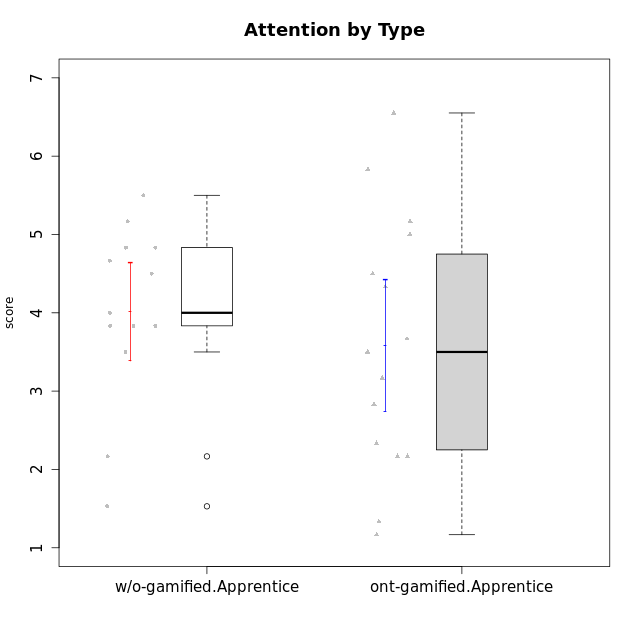 Attention by Type
7
6
5
4
3
2
1
score
w/o-gamified.Apprentice
ont-gamified.Apprentice